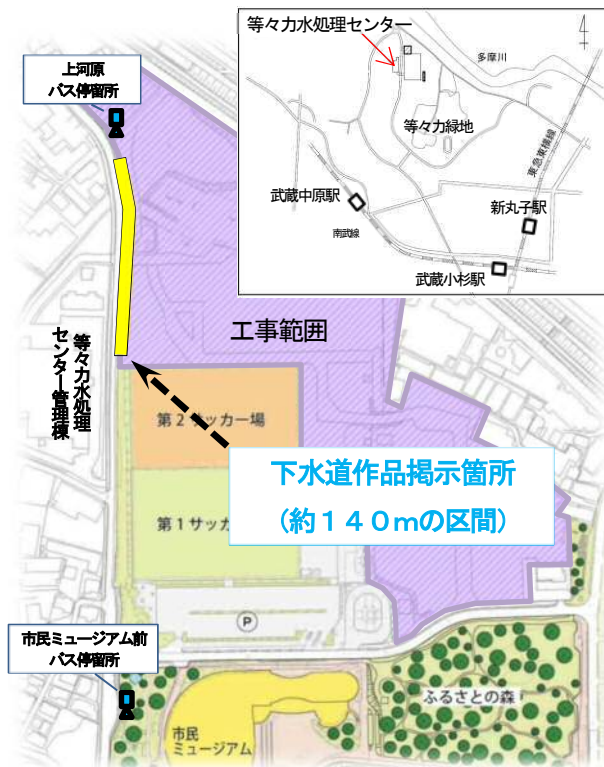 等々力水処理センター
多摩川
等々力緑地
東急東横線
武蔵中原駅
新丸子駅
南武線
武蔵小杉駅
上河原
バス停留所
工事範囲
等々力水処理
センター管理棟
第2サッカー場
下水道作品掲示箇所
(約140mの区間)
第1サッカ
P
市民ミュージアム前
バス停留所
ふるさとの森
市民
ミュージアム